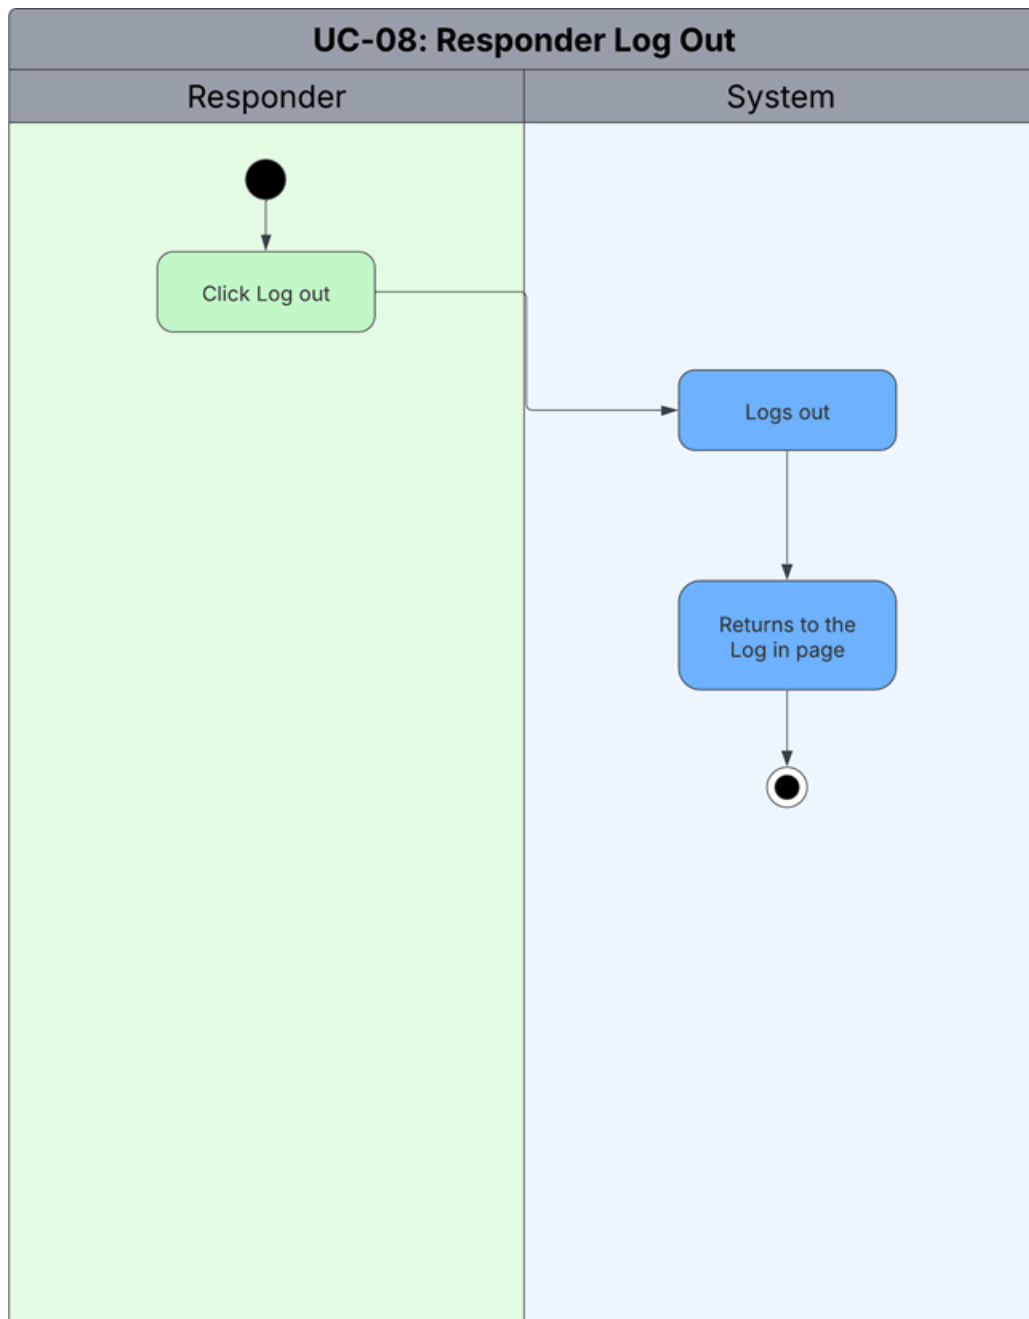 UC-08: Responder Log Out
Responder
System
Click Log out
Logs out
Returns to the
Log in page